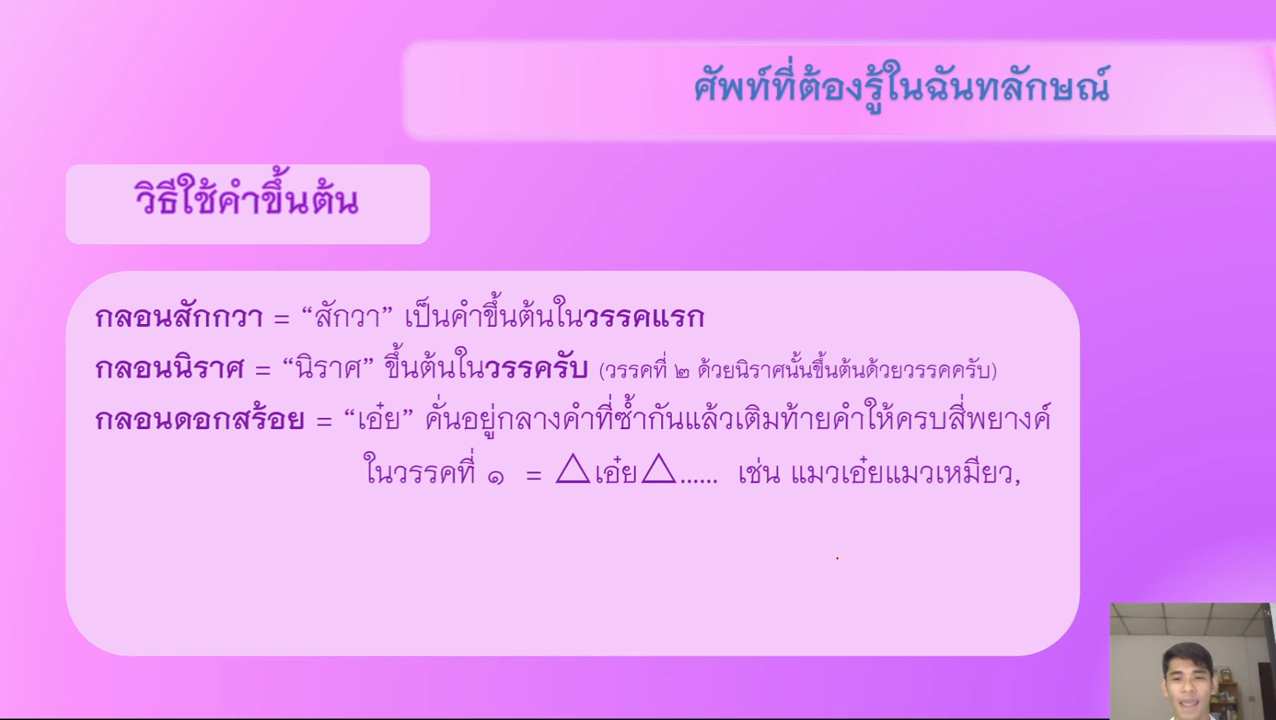 ศัพท์ที่ต้องรู้ในฉันทลักษณ์
วิธีใช้คำขึ้นต้น
กลอนสักกวา = “สักวา” เป็นคำขึ้นต้นในวรรคแรก
กลอนนิราศ = “นิราศ” ขึ้นต้นในวรรครับ (วรรคที่ ๒ ด้วยนิราศนั้นขึ้นต้นด้วยวรรคครับ)
กลอนดอกสร้อย = “เอ๋ย” คั่นอยู่กลางคำที่ซ้ำกันแล้วเติมท้ายคำให้ครบสี่พยางค์
ในวรรคที่ ๑ = △เอ๋ย△...... เช่น แมวเอ๋ยแมวเหมียว,